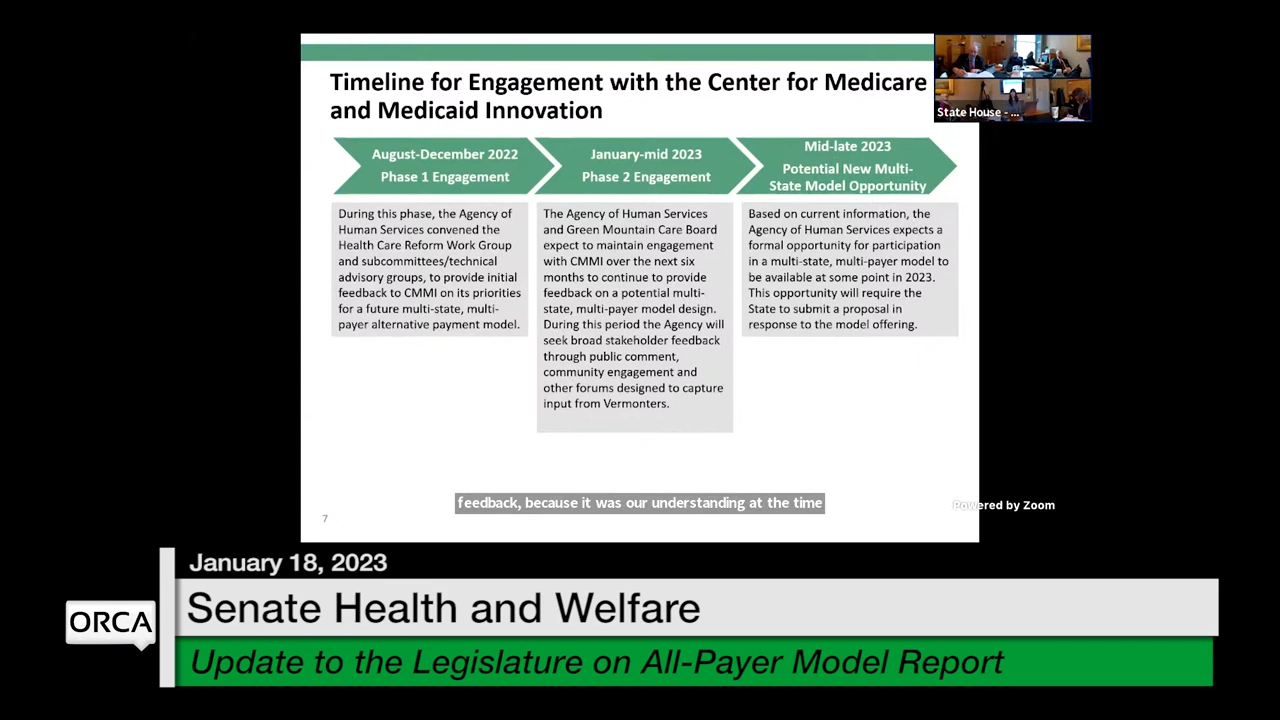 Timeline for Engagement with the Center for Medicare
and Medicaid Innovation
State House - ...
August-December 2022
Phase 1 Engagement
January-mid 2023
Phase 2 Engagement
Mid-late 2023
Potential New Multi-
State Model Opportunity
During this phase, the Agency of
Human Services convened the
Health Care Reform Work Group
and subcommittees/technical
advisory groups, to provide initial
feedback to CMMI on its priorities
for a future multi-state, multi-
payer alternative payment model.
The Agency of Human Services
and Green Mountain Care Board
expect to maintain engagement
with CMMI over the next six
months to continue to provide
feedback on a potential multi-
state, multi-payer model design.
During this period the Agency will
seek broad stakeholder feedback
through public comment,
community engagement and
other forums designed to capture
input from Vermonters.
Based on current information, the
Agency of Human Services expects a
formal opportunity for participation
in a multi-state, multi-payer model to
be available at some point in 2023.
This opportunity will require the
State to submit a proposal in
response to the model offering.
feedback, because it was our understanding at the time
Powered by Zoom
7
January 18, 2023
ORCA
Senate Health and Welfare
Update to the Legislature on All-Payer Model Report